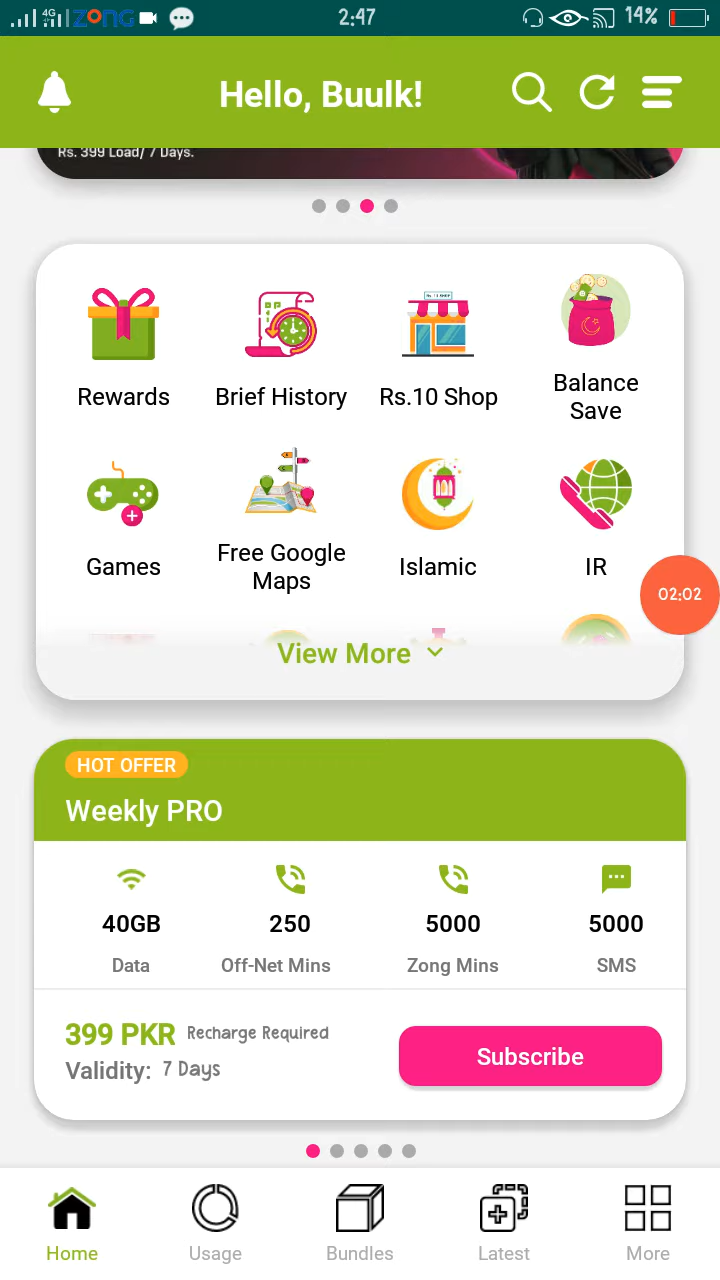 4G ZONG 2:47 14%
Hello, Buulk!
Rs. 399 Load/ 7 Days.
Rewards
Brief History
Rs.10 Shop
Balance
Save
Games
Free Google
Maps
Islamic
IR
02:02
View More
HOT OFFER
Weekly PRO
40GB 250 5000 5000
Data Off-Net Mins Zong Mins SMS
399 PKR Recharge Required
Validity: 7 Days
Subscribe
Home Usage Bundles Latest More